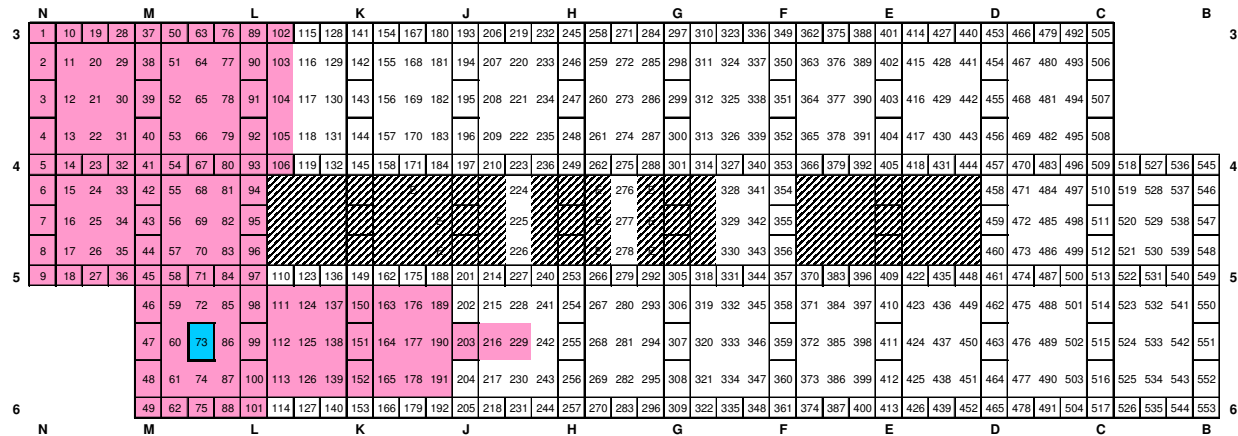 N M L K J H G F E D C B
3 1 10 19 28 37 50 63 76 89 102 115 128 141 154 167 180 193 206 219 232 245 258 271 284 297 310 323 336 349 362 375 388 401 414 427 440 453 466 479 492 505 3
2 11 20 29 38 51 64 77 90 103 116 129 142 155 168 181 194 207 220 233 246 259 272 285 298 311 324 337 350 363 376 389 402 415 428 441 454 467 480 493 506
3 12 21 30 39 52 65 78 91 104 117 130 143 156 169 182 195 208 221 234 247 260 273 286 299 312 325 338 351 364 377 390 403 416 429 442 455 468 481 494 507
4 13 22 31 40 53 66 79 92 105 118 131 144 157 170 183 196 209 222 235 248 261 274 287 300 313 326 339 352 365 378 391 404 417 430 443 456 469 482 495 508
4 5 14 23 32 41 54 67 80 93 106 119 132 145 158 171 184 197 210 223 236 249 262 275 288 301 314 327 340 353 366 379 392 405 418 431 444 457 470 483 496 509 518 527 536 545 4
6 15 24 33 42 55 68 81 94 E 224 E 276 E 328 341 354 458 471 484 497 510 519 528 537 546
7 16 25 34 43 56 69 82 95 E 225 E 277 E 329 342 355 459 472 485 498 511 520 529 538 547
8 17 26 35 44 57 70 83 96 E 226 E 278 E 330 343 356 460 473 486 499 512 521 530 539 548
5 9 18 27 36 45 58 71 84 97 110 123 136 149 162 175 188 201 214 227 240 253 266 279 292 305 318 331 344 357 370 383 396 409 422 435 448 461 474 487 500 513 522 531 540 549 5
46 59 72 85 98 111 124 137 150 163 176 189 202 215 228 241 254 267 280 293 306 319 332 345 358 371 384 397 410 423 436 449 462 475 488 501 514 523 532 541 550
47 60 73 86 99 112 125 138 151 164 177 190 203 216 229 242 255 268 281 294 307 320 333 346 359 372 385 398 411 424 437 450 463 476 489 502 515 524 533 542 551
48 61 74 87 100 113 126 139 152 165 178 191 204 217 230 243 256 269 282 295 308 321 334 347 360 373 386 399 412 425 438 451 464 477 490 503 516 525 534 543 552
6 49 62 75 88 101 114 127 140 153 166 179 192 205 218 231 244 257 270 283 296 309 322 335 348 361 374 387 400 413 426 439 452 465 478 491 504 517 526 535 544 553 6
N M L K J H G F E D C B